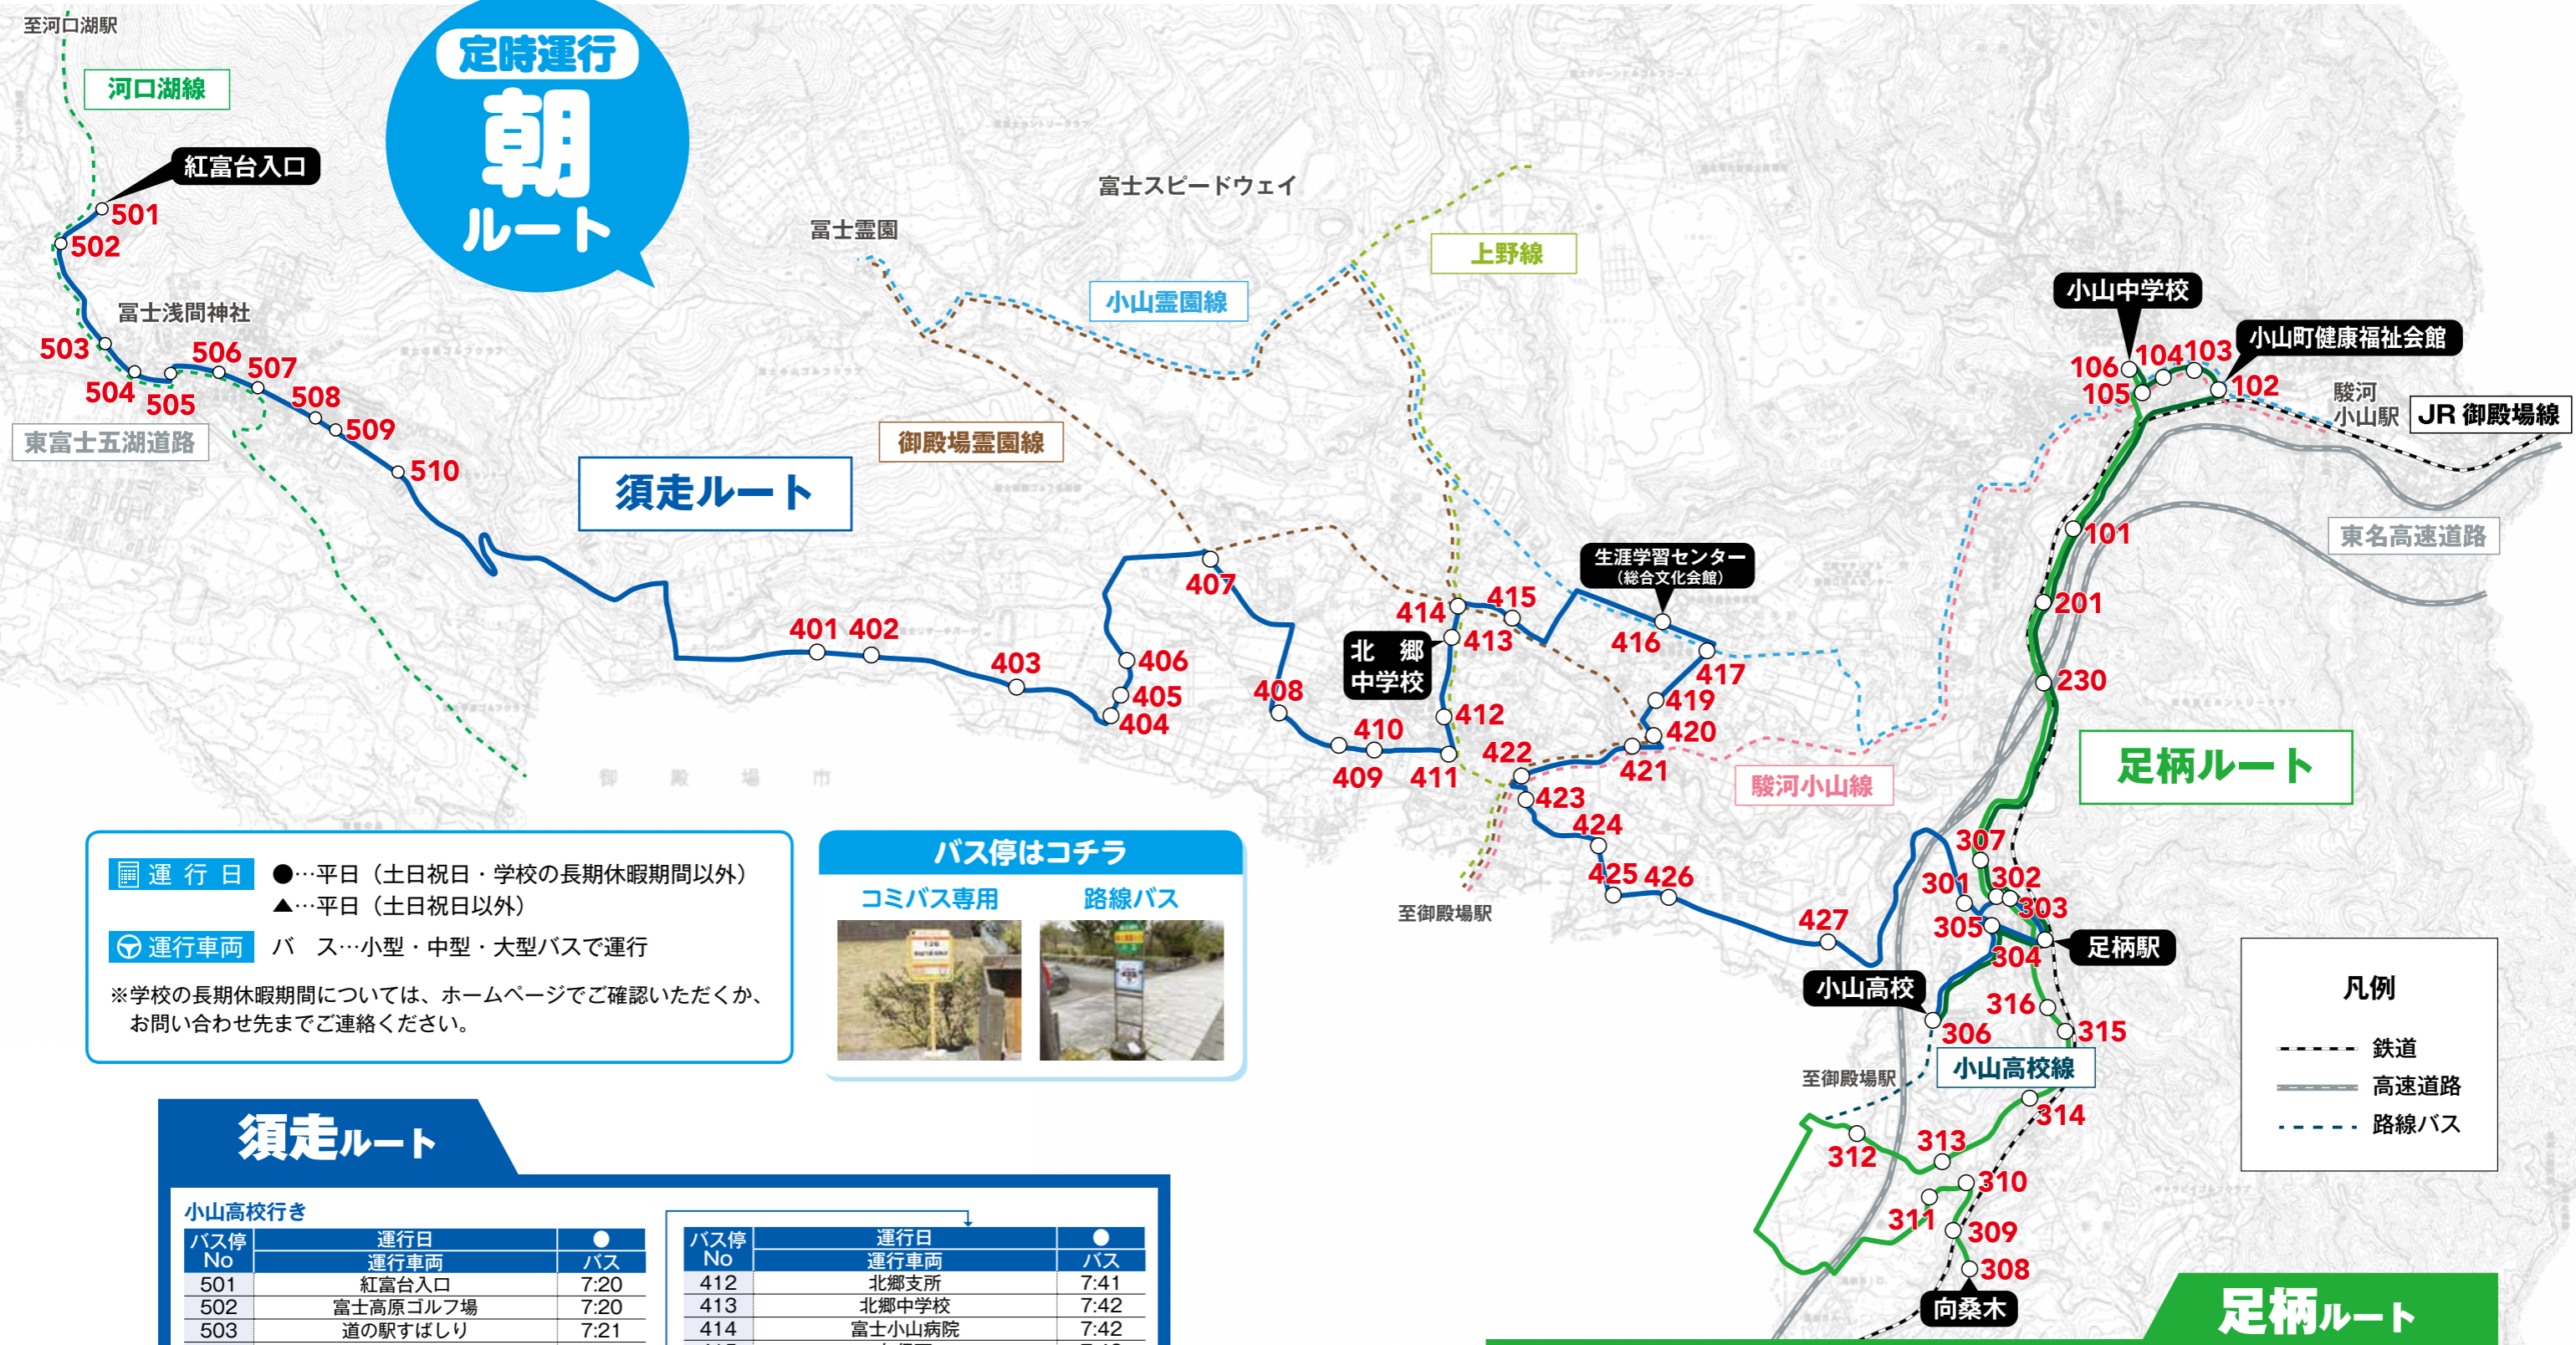 至河口湖駅
河口湖線
定時運行
朝
ルート
紅富台入口
501
502
冨士浅間神社
503
504
505
506
507
508
509
510
東富士五湖道路
須走ルート
冨士霊園
富士スピードウェイ
上野線
小山霊園線
御殿場霊園線
401
402
403
404
405
406
407
408
409
410
411
412
413
414
415
北 郷
中学校
生涯学習センター
(総合文化会館)
416
417
419
420
421
422
423
424
425
426
427
駿河小山線
至御殿場駅
御 殿 場 市
小山中学校
小山町健康福祉会館
106
104
103
105
102
駿河
小山駅
JR 御殿場線
101
東名高速道路
201
230
足柄ルート
307
301
302
303
305
304
足柄駅
小山高校
306
316
315
小山高校線
至御殿場駅
314
312
313
310
311
309
308
向桑木
凡例
鉄道
高速道路
路線バス
運 行 日 ●…平日(土日祝日・学校の長期休暇期間以外)
▲…平日(土日祝日以外)
運行車両 バ ス…小型・中型・大型バスで運行
※学校の長期休暇期間については、ホームページでご確認いただくか、
お問い合わせ先までご連絡ください。
バス停はコチラ
コミバス専用 路線バス
須走ルート
小山高校行き
バス停 No 運行日 ●
運行車両 バス
501 紅富台入口 7:20
502 富士高原ゴルフ場 7:20
503 道の駅すばしり 7:21
バス停 No 運行日 ●
運行車両 バス
412 北郷支所 7:41
413 北郷中学校 7:42
414 富士小山病院 7:42
足柄ルート